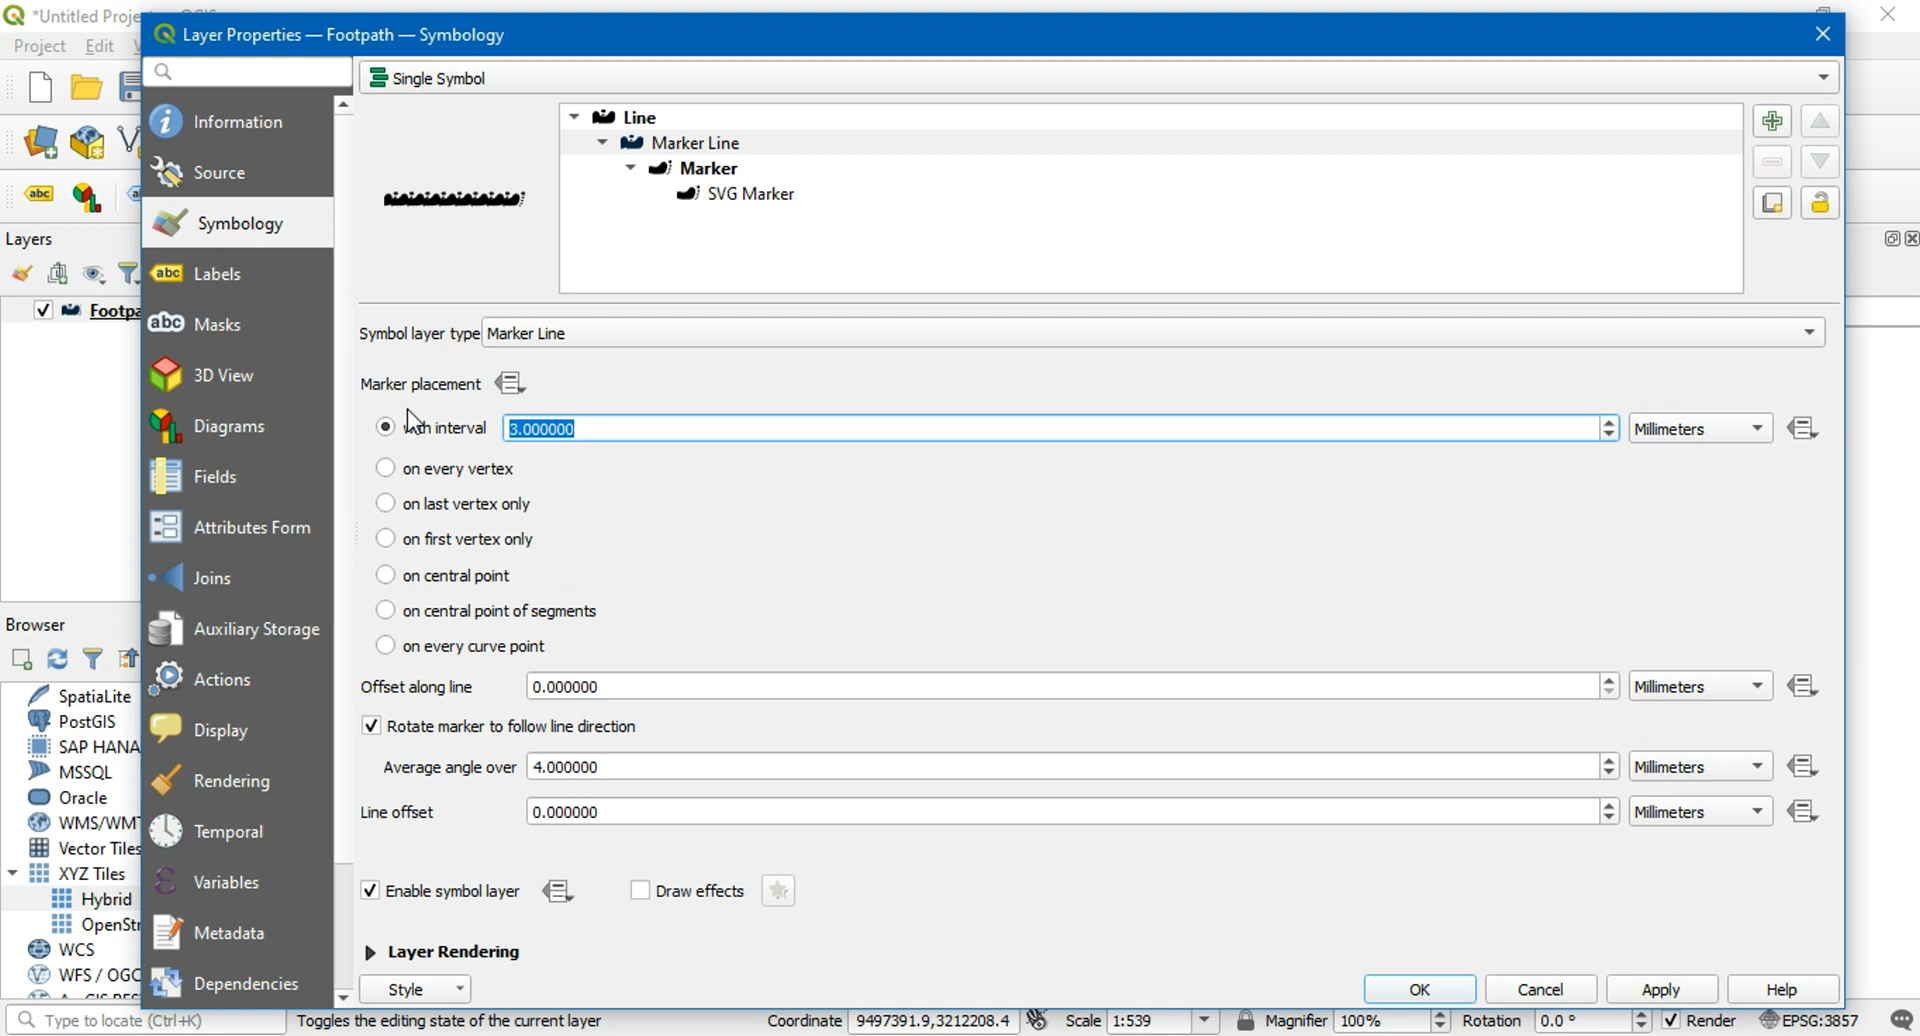 *Untitled Proje
Layer Properties — Footpath — Symbology
Project Edit
Single Symbol
Information
Source
Symbology
Labels
Masks
3D View
Diagrams
Fields
Attributes Form
Joins
Auxiliary Storage
Actions
Display
Rendering
Temporal
Variables
Metadata
Dependencies
Line
Marker Line
Marker
SVG Marker
Symbol layer type Marker Line
Marker placement
with interval 3.000000 Millimeters
on every vertex
on last vertex only
on first vertex only
on central point
on central point of segments
on every curve point
Offset along line 0.000000 Millimeters
Rotate marker to follow line direction
Average angle over 4.000000 Millimeters
Line offset 0.000000 Millimeters
Enable symbol layer Draw effects
Layer Rendering
Style OK Cancel Apply Help
abc
Layers
Footpa
Browser
SpatiaLite
PostGIS
SAP HANA
MSSQL
Oracle
WMS/WMT
Vector Tiles
XYZ Tiles
Hybrid
OpenStr
WCS
WFS / OGC
Type to locate (Ctrl+K) Toggles the editing state of the current layer Coordinate 9497391.9,3212208.4 Scale 1:539 Magnifier 100% Rotation 0.0 ° Render EPSG:3857